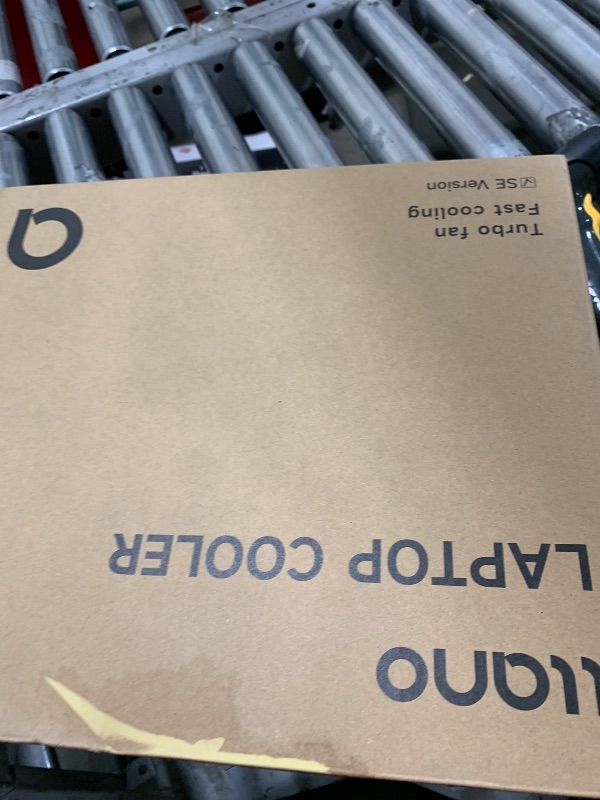 llano
LAPTOP COOLER
Turbo fan
Fast cooling
☑SE Version